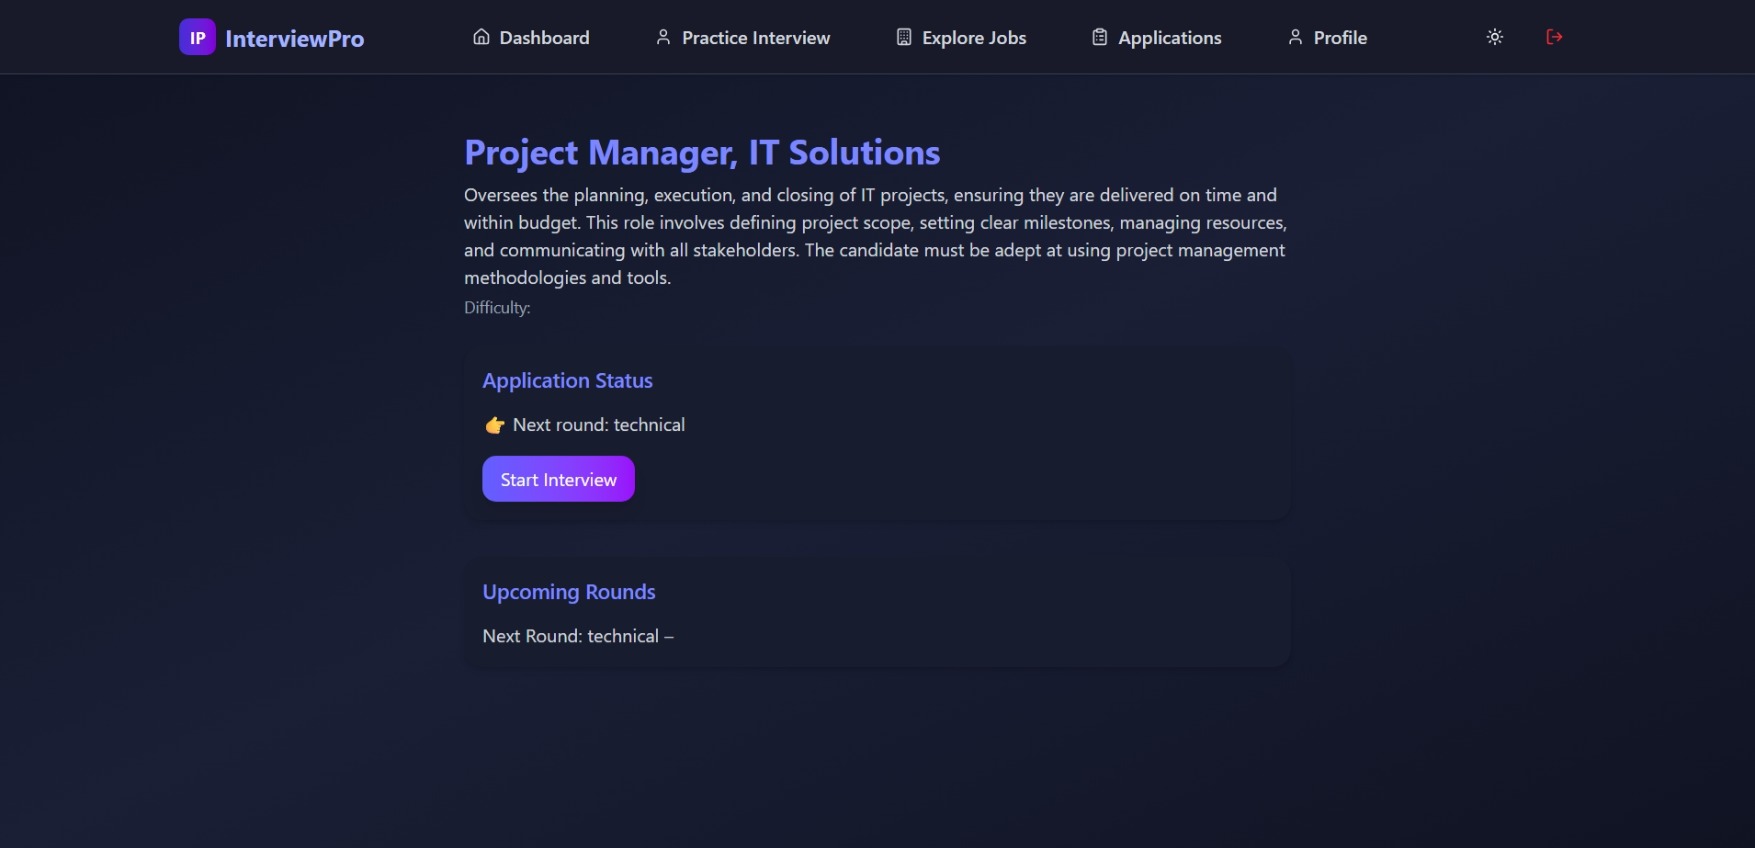 IP InterviewPro Dashboard Practice Interview Explore Jobs Applications Profile
Project Manager, IT Solutions
Oversees the planning, execution, and closing of IT projects, ensuring they are delivered on time and
within budget. This role involves defining project scope, setting clear milestones, managing resources,
and communicating with all stakeholders. The candidate must be adept at using project management
methodologies and tools.
Difficulty:
Application Status
👉 Next round: technical
Start Interview
Upcoming Rounds
Next Round: technical –